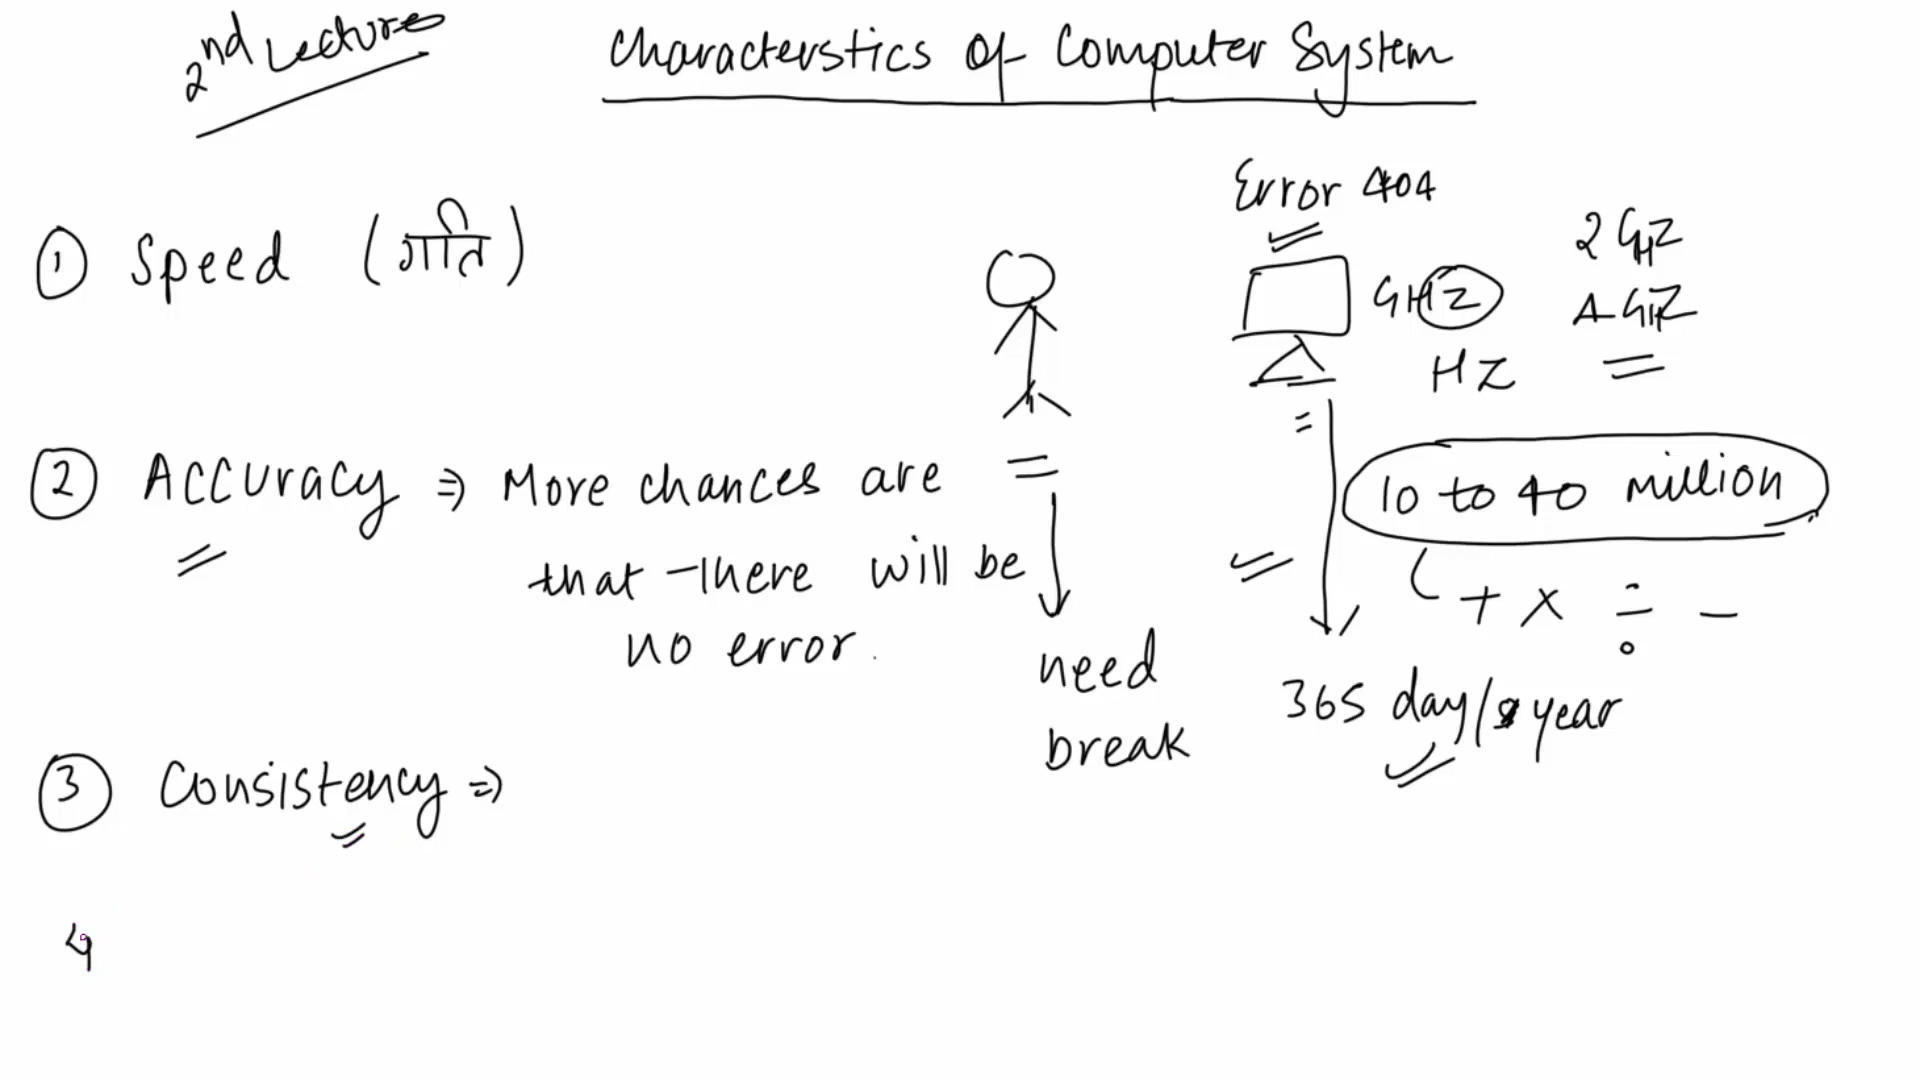 2nd Lecture
Characterstics Of Computer System
Error 404
① Speed (गति)
2 GHZ
GHZ
4 GHZ
HZ
② Accuracy ⇒ More chances are
that there will be
no error.
10 to 40 million
+ × ÷ −
need
break
365 day/year
③ Consistency ⇒
4